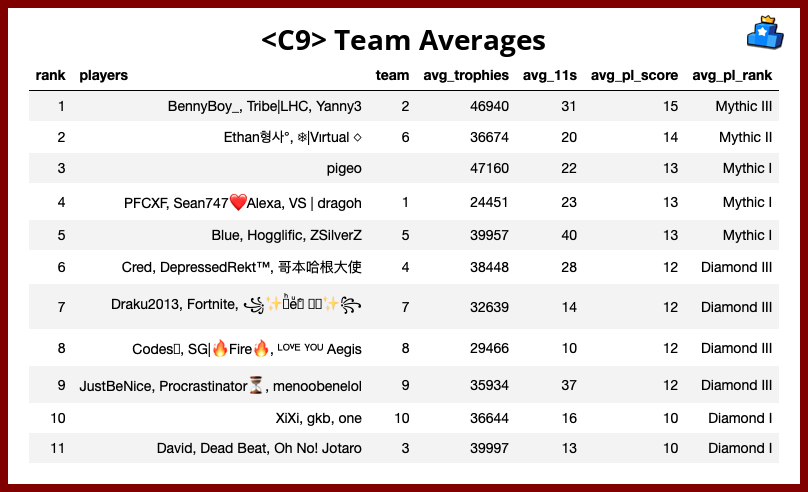 <C9> Team Averages
rank players team avg_trophies avg_11s avg_pl_score avg_pl_rank
1 BennyBoy_, Tribe|LHC, Yanny3 2 46940 31 15 Mythic III
2 Ethan형사°, ❄|Vırtual ◇ 6 36674 20 14 Mythic II
3 pigeo 47160 22 13 Mythic I
4 PFCXF, Sean747❤️Alexa, VS | dragoh 1 24451 23 13 Mythic I
5 Blue, Hogglific, ZSilverZ 5 39957 40 13 Mythic I
6 Cred, DepressedRekt™, 哥本哈根大使 4 38448 28 12 Diamond III
7 Draku2013, Fortnite, 7 32639 14 12 Diamond III
8 Codes, SG|🔥Fire🔥, ᴸᴼⱽᴱ ᵞᴼᵁ Aegis 8 29466 10 12 Diamond III
9 JustBeNice, Procrastinator⏳, menoobenelol 9 35934 37 12 Diamond III
10 XiXi, gkb, one 10 36644 16 10 Diamond I
11 David, Dead Beat, Oh No! Jotaro 3 39997 13 10 Diamond I